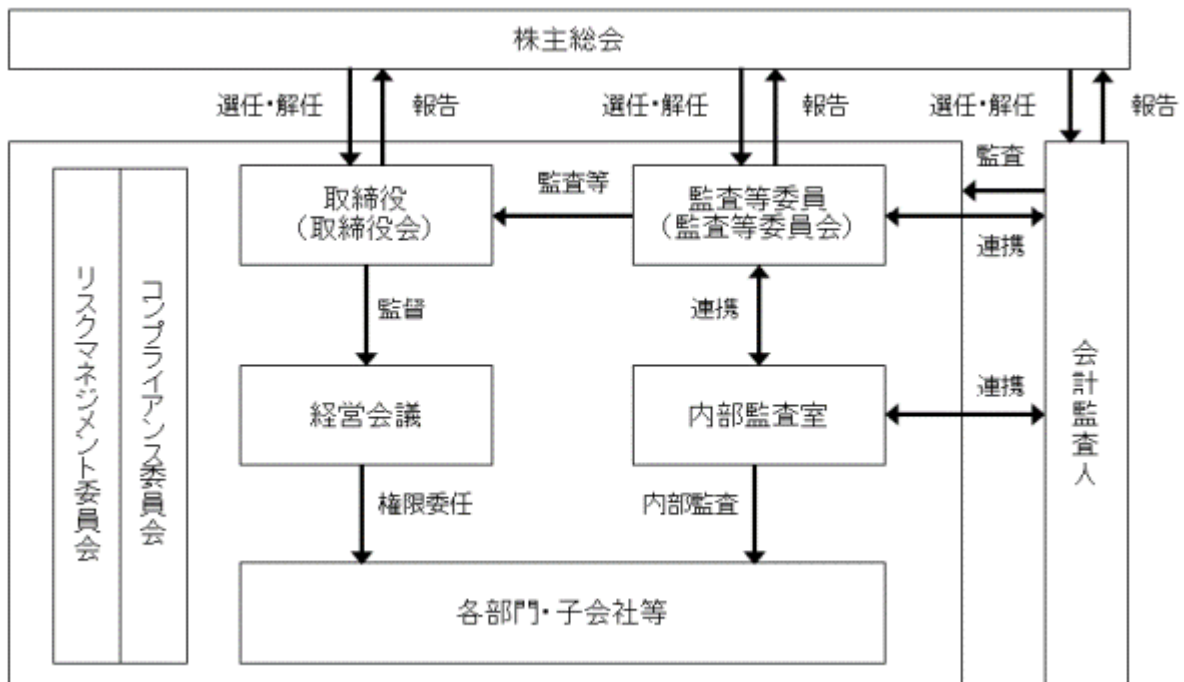 株主総会
選任・解任
報告
選任・解任
報告
選任・解任
報告
取締役
（取締役会）
監査等
監査等委員
（監査等委員会）
監査
連携
監督
連携
リスクマネジメント委員会
コンプライアンス委員会
経営会議
内部監査室
連携
会計監査人
権限委任
内部監査
各部門・子会社等